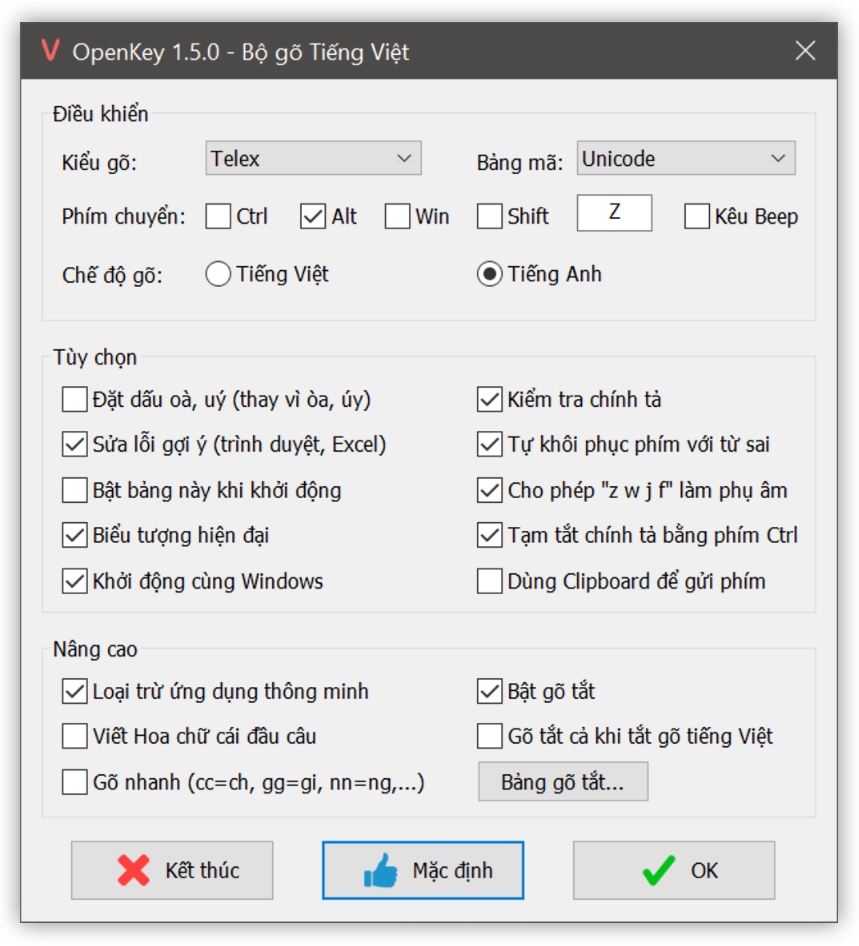 OpenKey 1.5.0 - Bộ gõ Tiếng Việt
Điều khiển
Kiểu gõ: Telex Bảng mã: Unicode
Phím chuyển: Ctrl Alt Win Shift Z Kêu Beep
Chế độ gõ: Tiếng Việt Tiếng Anh
Tùy chọn
Đặt dấu oà, uý (thay vì òa, úy) Kiểm tra chính tả
Sửa lỗi gợi ý (trình duyệt, Excel) Tự khôi phục phím với từ sai
Bật bảng này khi khởi động Cho phép "z w j f" làm phụ âm
Biểu tượng hiện đại Tạm tắt chính tả bằng phím Ctrl
Khởi động cùng Windows Dùng Clipboard để gửi phím
Nâng cao
Loại trừ ứng dụng thông minh Bật gõ tắt
Viết Hoa chữ cái đầu câu Gõ tắt cả khi tắt gõ tiếng Việt
Gõ nhanh (cc=ch, gg=gi, nn=ng,...) Bảng gõ tắt...
Kết thúc Mặc định OK